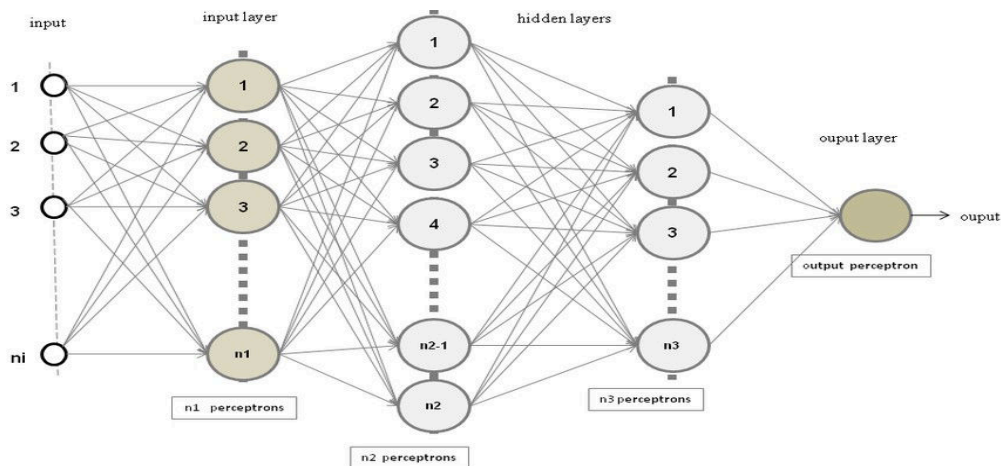 input
input layer
hidden layers
ouput layer
1
2
3
ni
1
2
3
n1
n1 perceptrons
1
2
3
4
n2-1
n2
n2 perceptrons
1
2
3
n3
n3 perceptrons
output perceptron
ouput